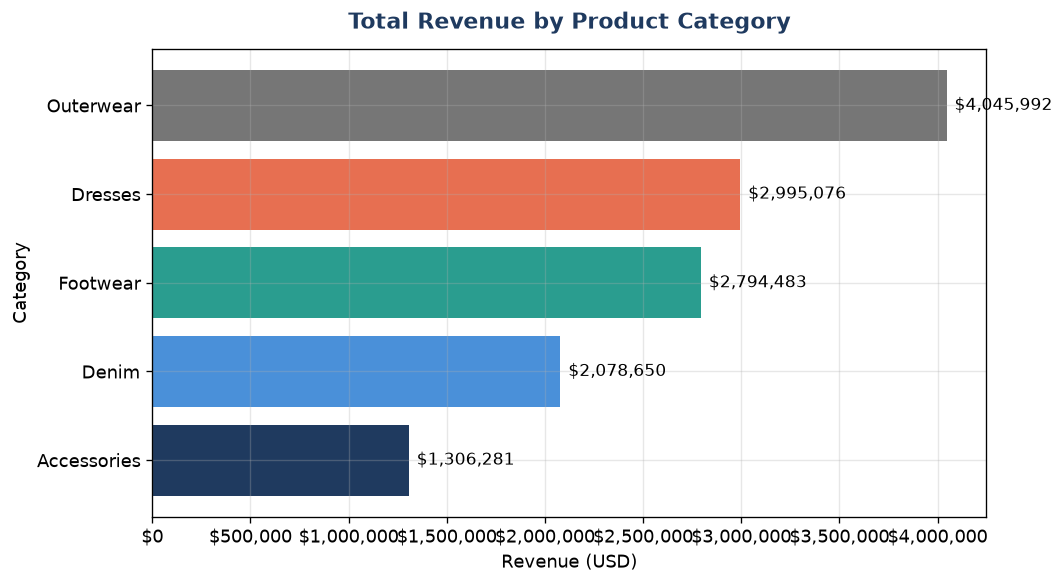 Total Revenue by Product Category
Category
Outerwear
$4,045,992
Dresses
$2,995,076
Footwear
$2,794,483
Denim
$2,078,650
Accessories
$1,306,281
$0 $500,000 $1,000,000 $1,500,000 $2,000,000 $2,500,000 $3,000,000 $3,500,000 $4,000,000
Revenue (USD)